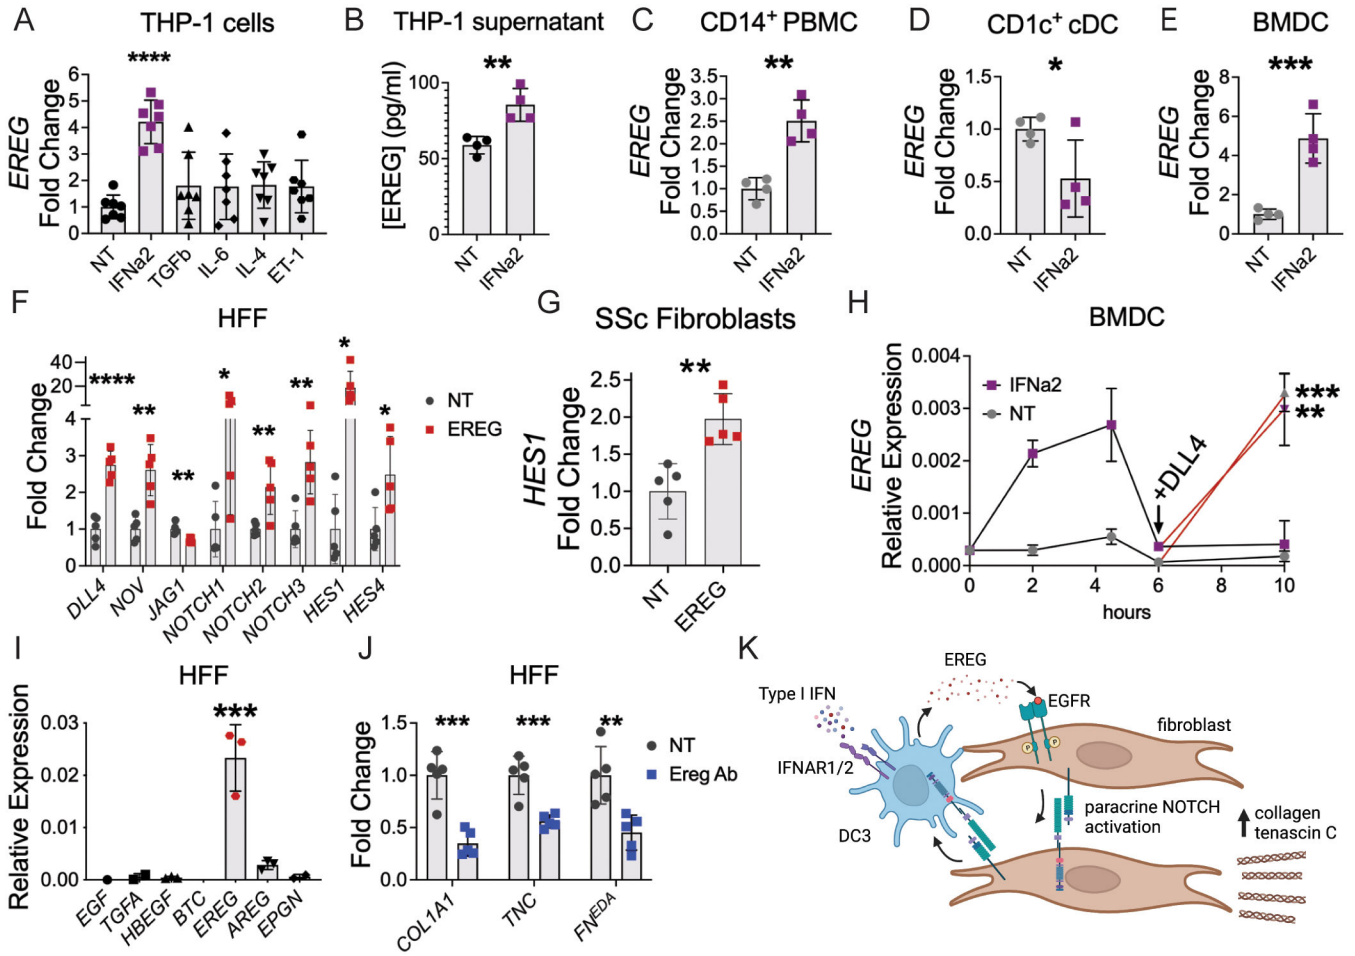 A
THP-1 cells
****
EREG
Fold Change
6
5
4
3
2
1
0
NT
IFNa2
TGFb
IL-6
IL-4
ET-1
B
THP-1 supernatant
**
[EREG] (pg/ml)
100
50
0
NT
IFNa2
C
CD14+ PBMC
**
EREG
Fold Change
3.5
3.0
2.5
2.0
1.5
1.0
0.5
0.0
NT
IFNa2
D
CD1c+ cDC
*
EREG
Fold Change
1.5
1.0
0.5
0.0
NT
IFNa2
E
BMDC
***
EREG
Fold Change
8
6
4
2
0
NT
IFNa2
F
HFF
Fold Change
40
20
4
3
2
1
0
****
**
**
*
**
**
*
*
NT
EREG
DLL4
NOV
JAG1
NOTCH1
NOTCH2
NOTCH3
HES1
HES4
G
SSc Fibroblasts
**
HES1
Fold Change
2.5
2.0
1.5
1.0
0.5
0.0
NT
EREG
H
BMDC
EREG
Relative Expression
0.004
0.003
0.002
0.001
0.000
IFNa2
NT
+DLL4
***
**
0
2
4
6
8
10
hours
I
HFF
***
Relative Expression
0.03
0.02
0.01
0.00
EGF
TGFA
HBEGF
BTC
EREG
AREG
EPGN
J
HFF
Fold Change
1.5
1.0
0.5
0.0
***
***
**
NT
Ereg Ab
COL1A1
TNC
FNEDA
K
EREG
Type I IFN
EGFR
fibroblast
P
P
IFNAR1/2
DC3
paracrine NOTCH
activation
collagen
tenascin C